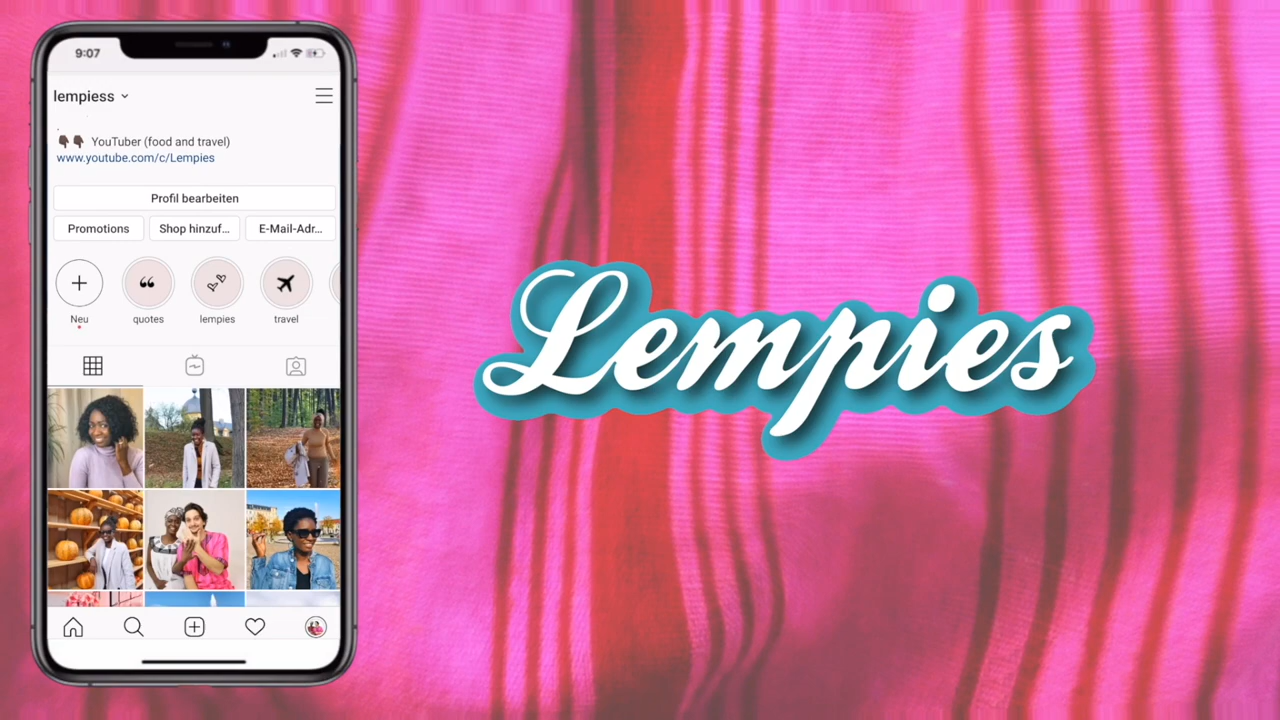 9:07
lempiess
YouTuber (food and travel)
www.youtube.com/c/Lempies
Profil bearbeiten
Promotions
Shop hinzuf...
E-Mail-Adr...
Neu
quotes
lempies
travel
Lempies